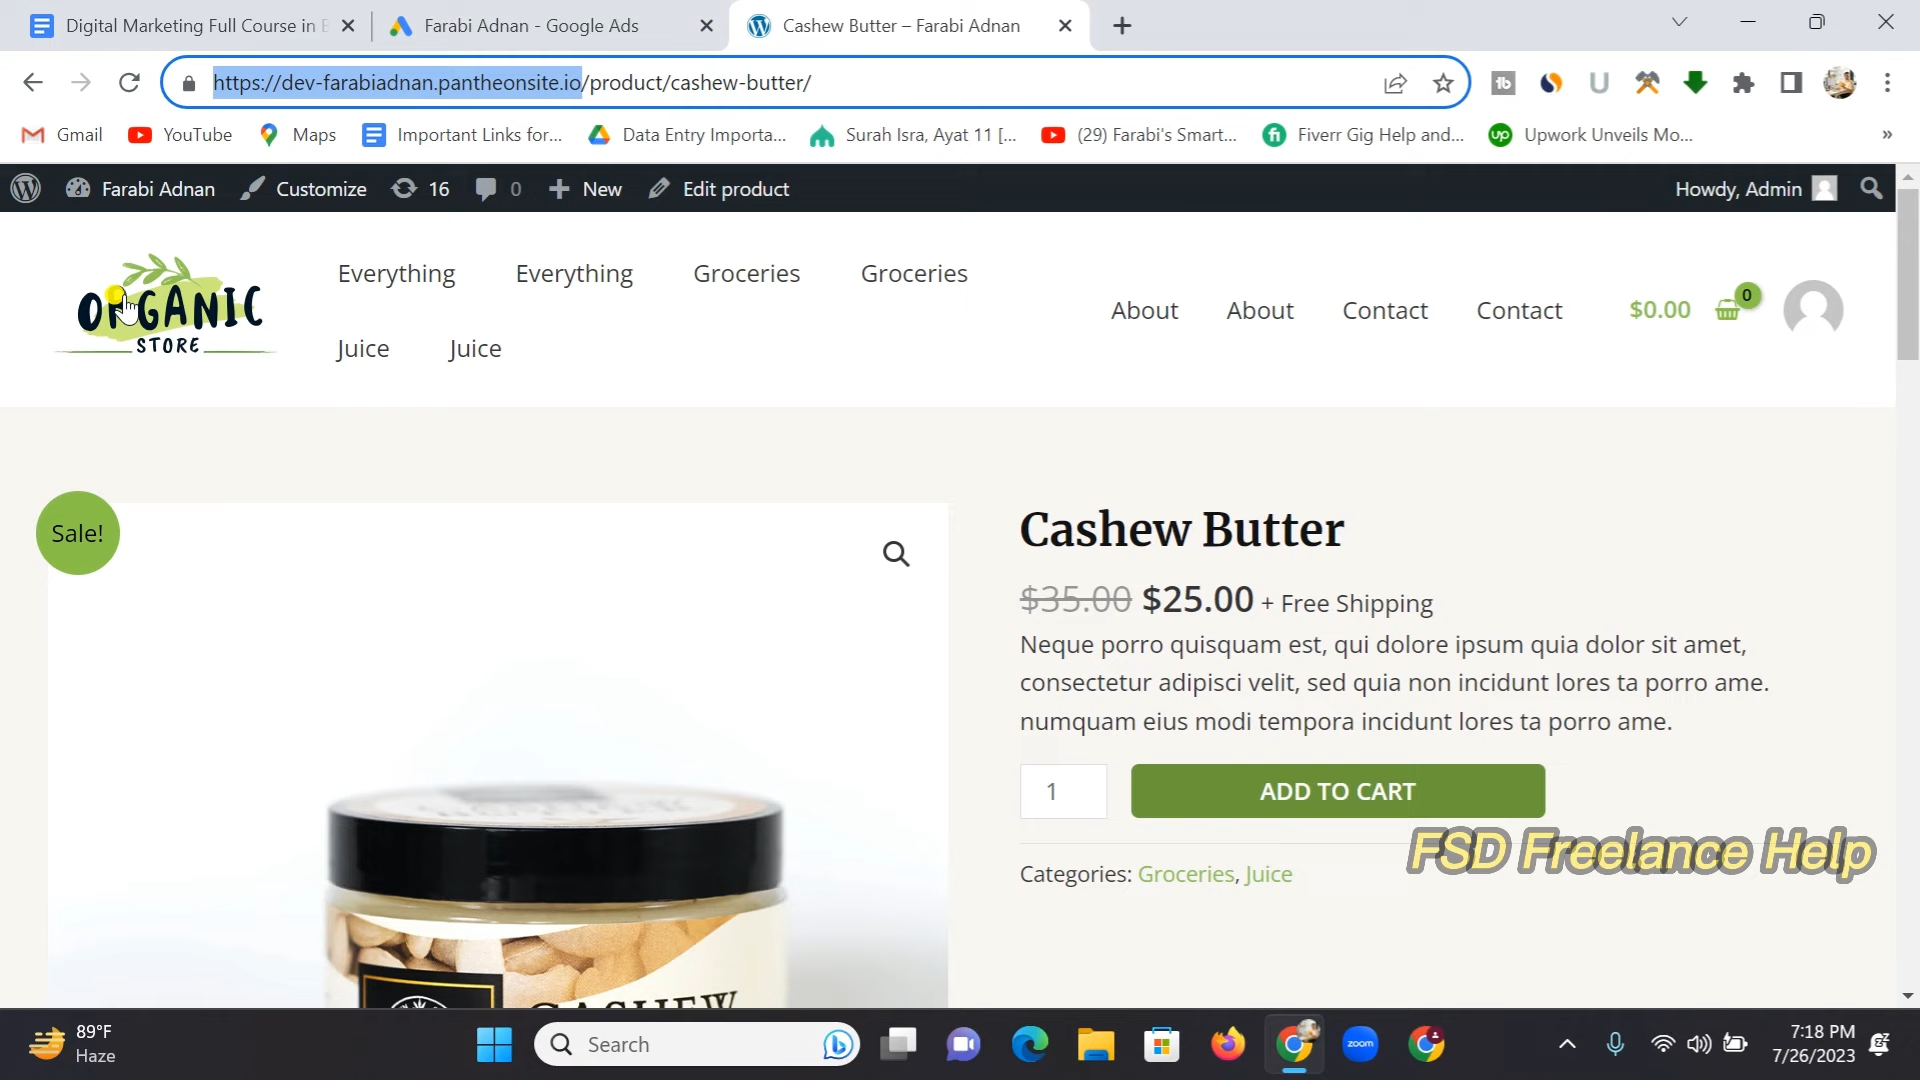 Digital Marketing Full Course in
Farabi Adnan - Google Ads
Cashew Butter – Farabi Adnan
https://dev-farabiadnan.pantheonsite.io/product/cashew-butter/
Gmail
YouTube
Maps
Important Links for...
Data Entry Importa...
Surah Isra, Ayat 11 [...
(29) Farabi's Smart...
Fiverr Gig Help and...
Upwork Unveils Mo...
»
Farabi Adnan
Customize
16
0
New
Edit product
Howdy, Admin
ORGANIC
STORE
Everything
Everything
Groceries
Groceries
Juice
Juice
About
About
Contact
Contact
$0.00
0
Sale!
Cashew Butter
$35.00 $25.00 + Free Shipping
Neque porro quisquam est, qui dolore ipsum quia dolor sit amet,
consectetur adipisci velit, sed quia non incidunt lores ta porro ame.
numquam eius modi tempora incidunt lores ta porro ame.
1
ADD TO CART
FSD Freelance Help
Categories: Groceries, Juice
CASHEW
89°F
Haze
Search
zoom
7:18 PM
7/26/2023